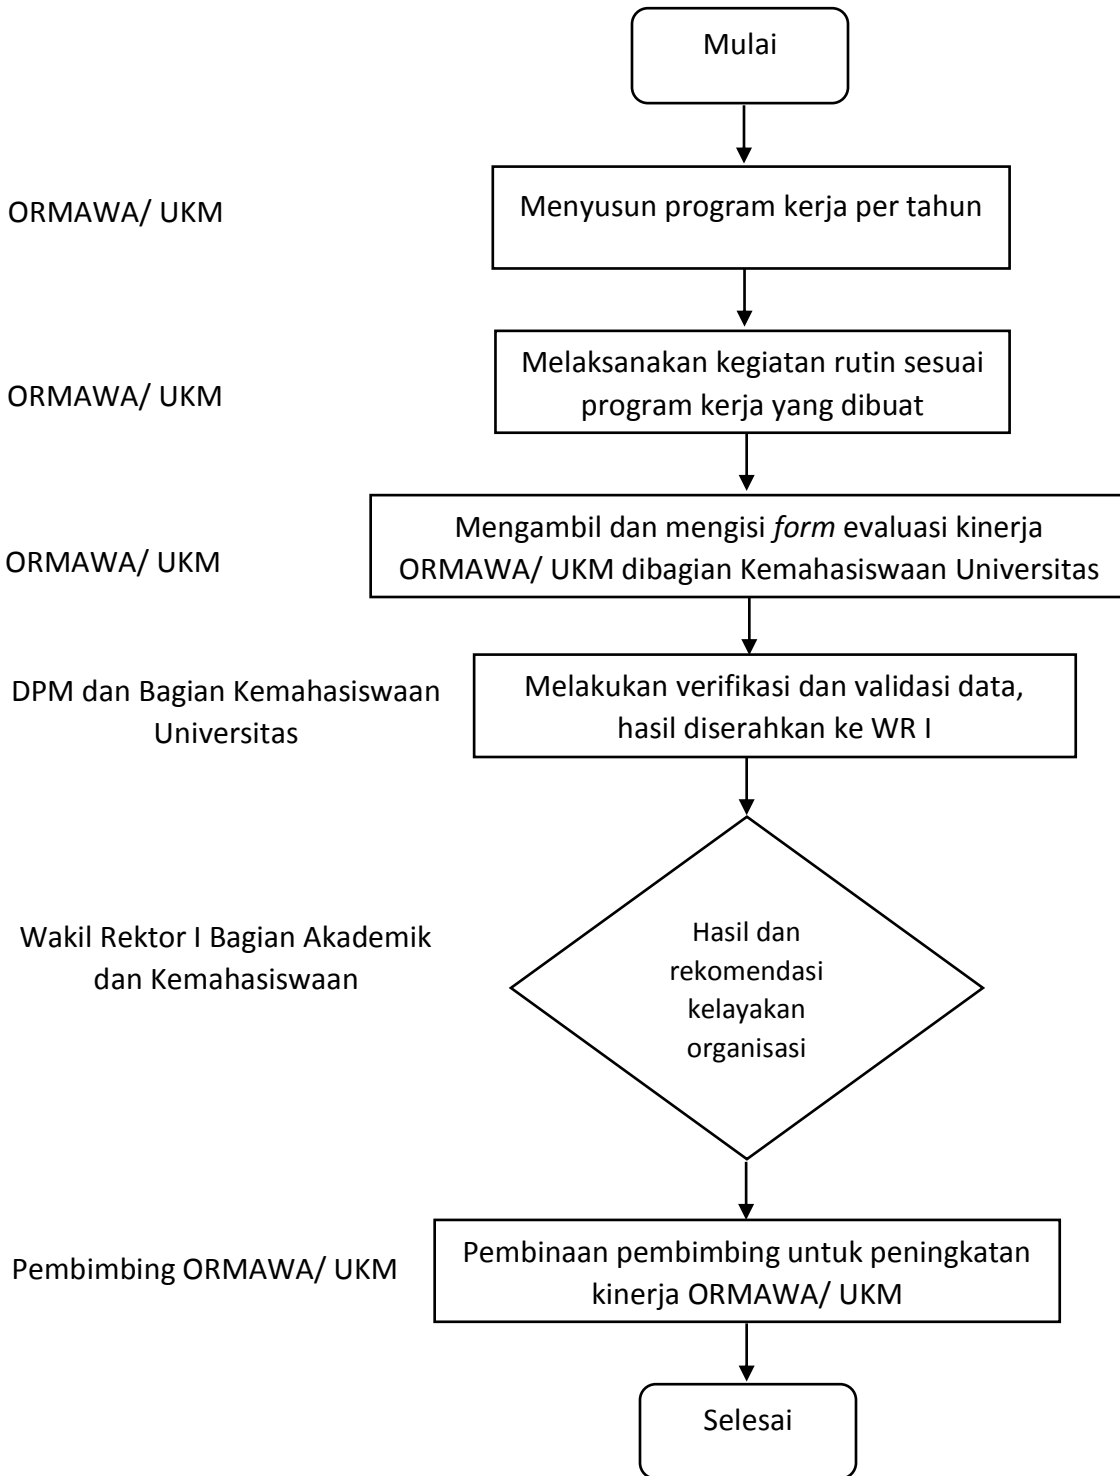 Mulai
ORMAWA/ UKM
Menyusun program kerja per tahun
ORMAWA/ UKM
Melaksanakan kegiatan rutin sesuai
program kerja yang dibuat
ORMAWA/ UKM
Mengambil dan mengisi form evaluasi kinerja
ORMAWA/ UKM dibagian Kemahasiswaan Universitas
DPM dan Bagian Kemahasiswaan
Universitas
Melakukan verifikasi dan validasi data,
hasil diserahkan ke WR I
Wakil Rektor I Bagian Akademik
dan Kemahasiswaan
Hasil dan
rekomendasi
kelayakan
organisasi
Pembimbing ORMAWA/ UKM
Pembinaan pembimbing untuk peningkatan
kinerja ORMAWA/ UKM
Selesai